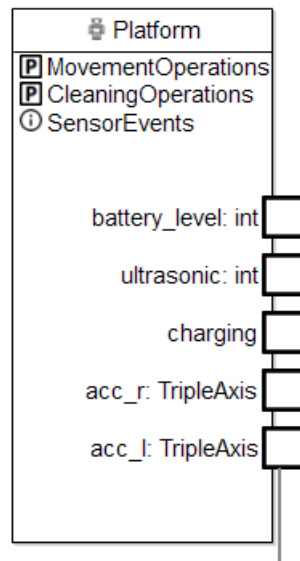 Platform
P MovementOperations
P CleaningOperations
i SensorEvents
battery_level: int
ultrasonic: int
charging
acc_r: TripleAxis
acc_l: TripleAxis